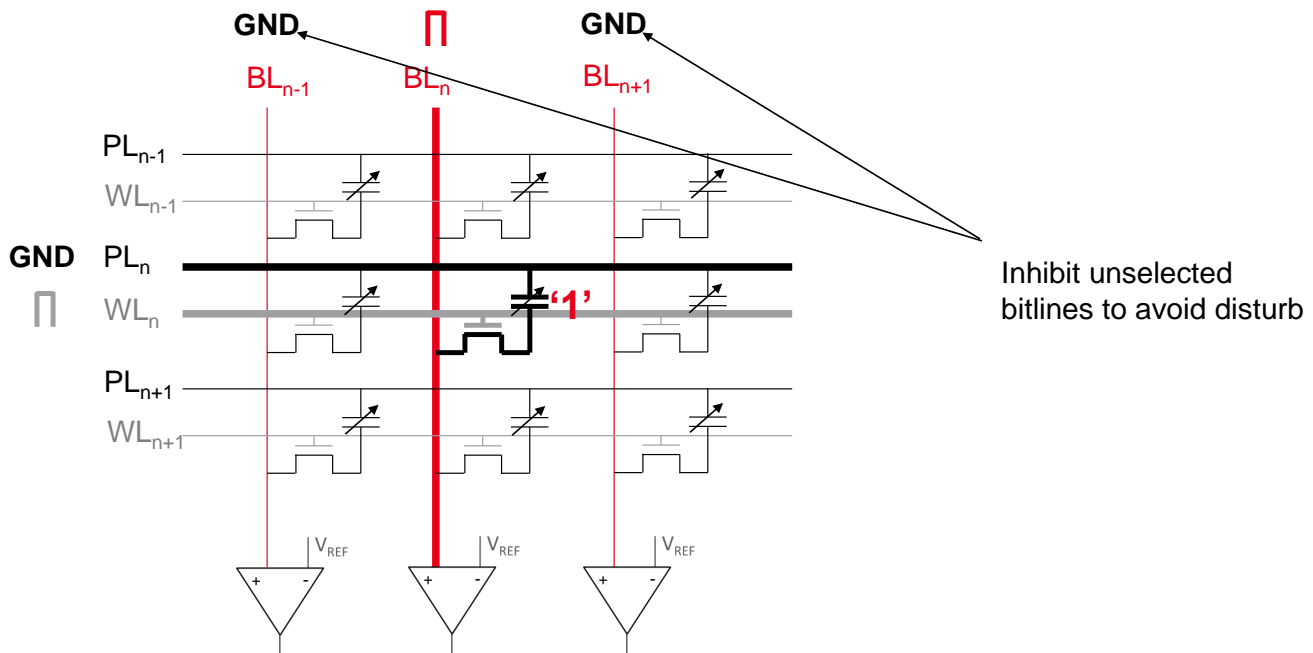 GND
GND
BLn-1
BLn
BLn+1
PLn-1
WLn-1
GND
PLn
WLn
'1'
Inhibit unselected
bitlines to avoid disturb
PLn+1
WLn+1
VREF
VREF
VREF
+ -
+ -
+ -